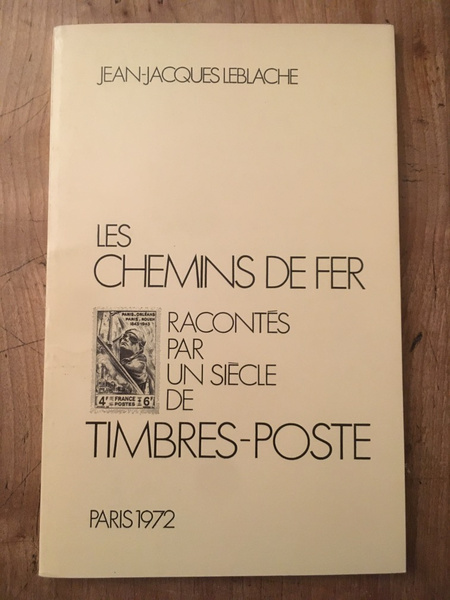 JEAN-JACQUES LEBLACHE
LES
CHEMINS DE FER
PARIS-ORLÉANS
PARIS-ROUEN
1843-1943
4F FRANCE +6F
POSTES
RACONTÉS
PAR
UN SIÈCLE
DE
TIMBRES-POSTE
PARIS 1972